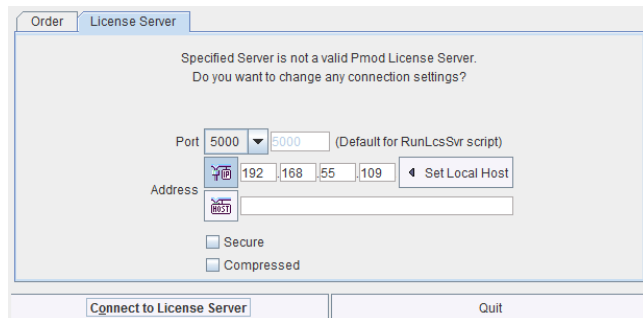 Order License Server
Specified Server is not a valid Pmod License Server.
Do you want to change any connection settings?
Port 5000 5000 (Default for RunLcsSvr script)
IP 192 .168 .55 .109 Set Local Host
Address
HOST
Secure
Compressed
Connect to License Server Quit